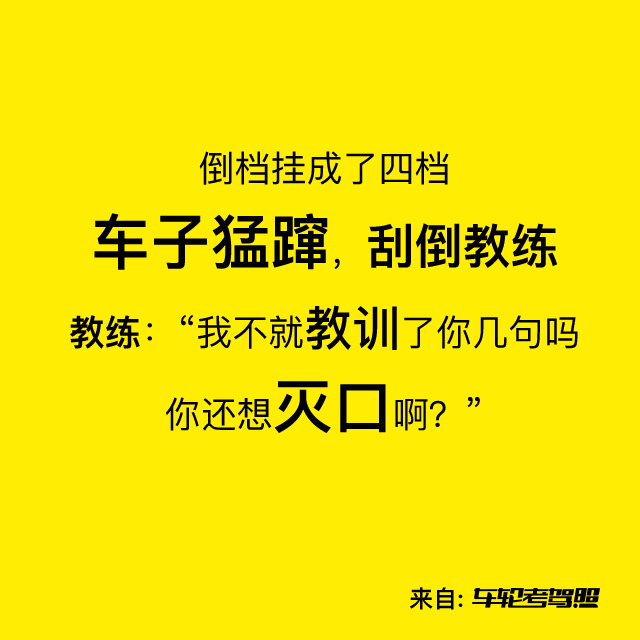 倒档挂成了四档
车子猛蹿，刮倒教练
教练：“我不就教训了你几句吗
你还想灭口啊？”
来自：车轮考驾照